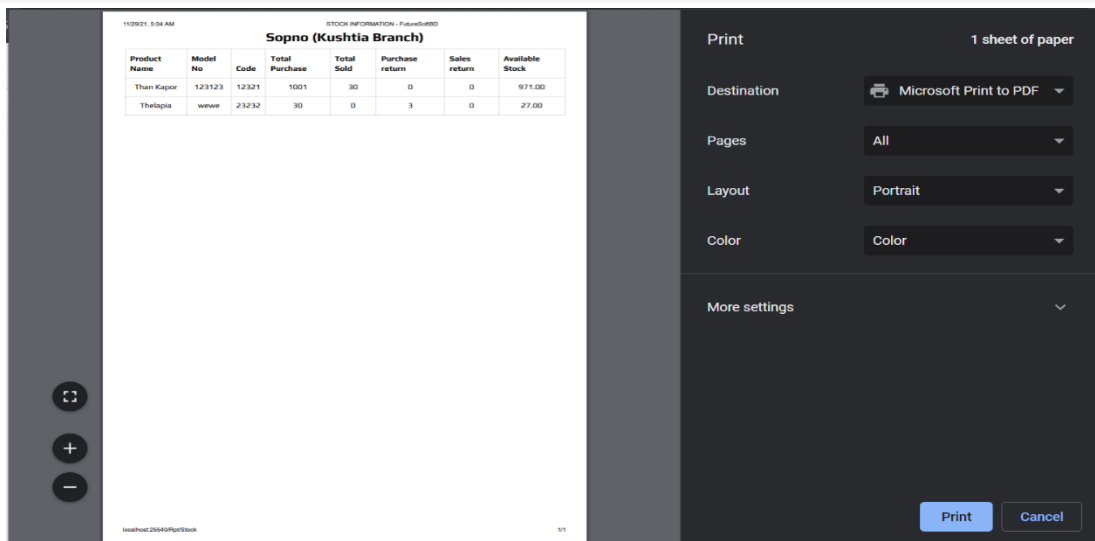 11/29/21, 5:04 AM STOCK INFORMATION - FutureSoftBD
Sopno (Kushtia Branch)
Product Name Model No Code Total Purchase Total Sold Purchase return Sales return Available Stock
Than Kapor 123123 12321 1001 30 0 0 971.00
Thelapia wewe 23232 30 0 3 0 27.00
localhost:25540/Rpt/Stock 1/1
Print 1 sheet of paper
Destination Microsoft Print to PDF
Pages All
Layout Portrait
Color Color
More settings
Print Cancel